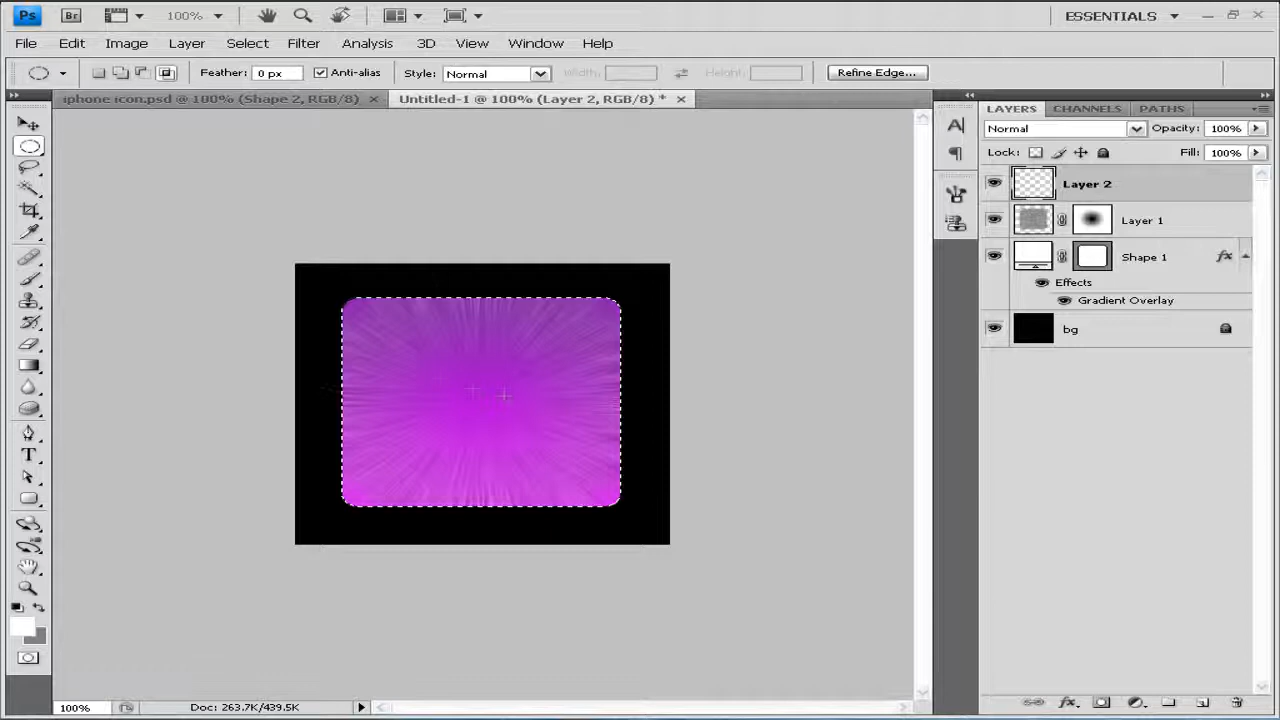 Ps Br 100% ESSENTIALS
File Edit Image Layer Select Filter Analysis 3D View Window Help
Feather: 0 px Anti-alias Style: Normal Width: Height: Refine Edge...
iphone icon.psd @ 100% (Shape 2, RGB/8) Untitled-1 @ 100% (Layer 2, RGB/8) *
LAYERS CHANNELS PATHS
Normal Opacity: 100%
Lock: Fill: 100%
Layer 2
Layer 1
Shape 1 fx
Effects
Gradient Overlay
bg
100% Doc: 263.7K/439.5K